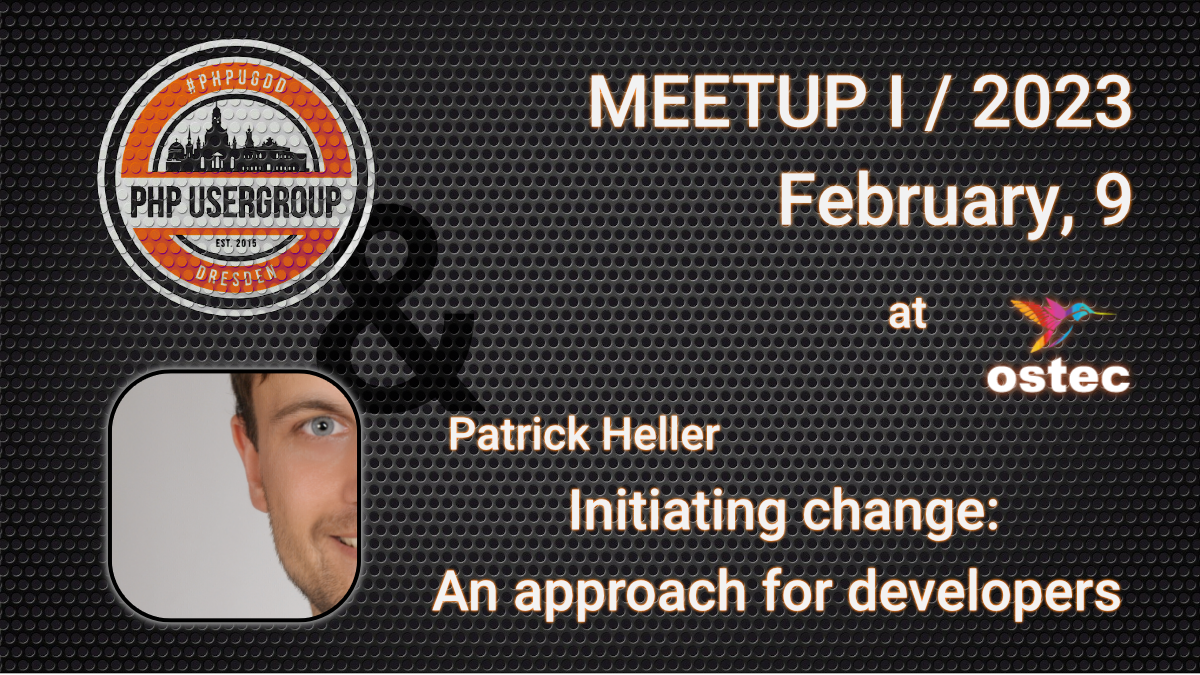 #PHPUGDD
PHP USERGROUP
EST. 2015
DRESDEN
&
MEETUP I / 2023
February, 9
at
ostec
Patrick Heller
Initiating change:
An approach for developers